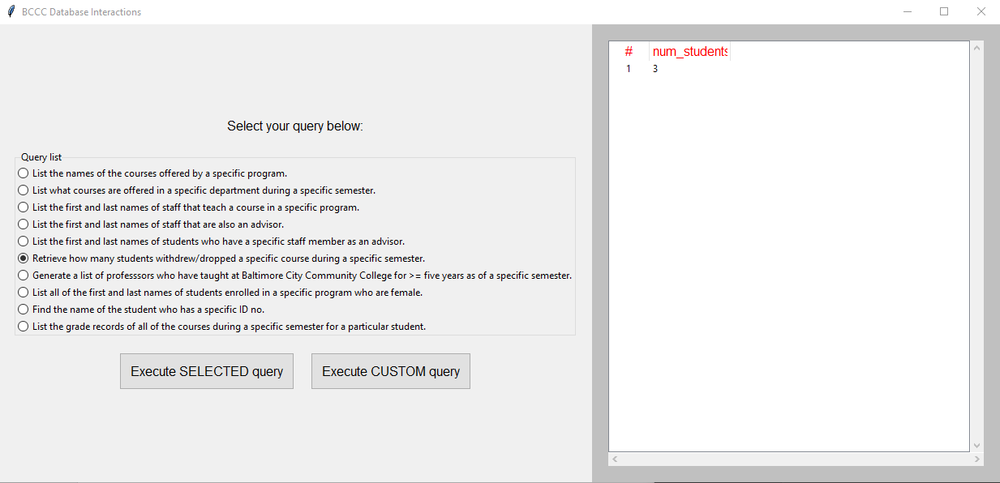 BCCC Database Interactions
Select your query below:
Query list
List the names of the courses offered by a specific program.
List what courses are offered in a specific department during a specific semester.
List the first and last names of staff that teach a course in a specific program.
List the first and last names of staff that are also an advisor.
List the first and last names of students who have a specific staff member as an advisor.
Retrieve how many students withdrew/dropped a specific course during a specific semester.
Generate a list of professsors who have taught at Baltimore City Community College for >= five years as of a specific semester.
List all of the first and last names of students enrolled in a specific program who are female.
Find the name of the student who has a specific ID no.
List the grade records of all of the courses during a specific semester for a particular student.
Execute SELECTED query Execute CUSTOM query
# num_students
1 3